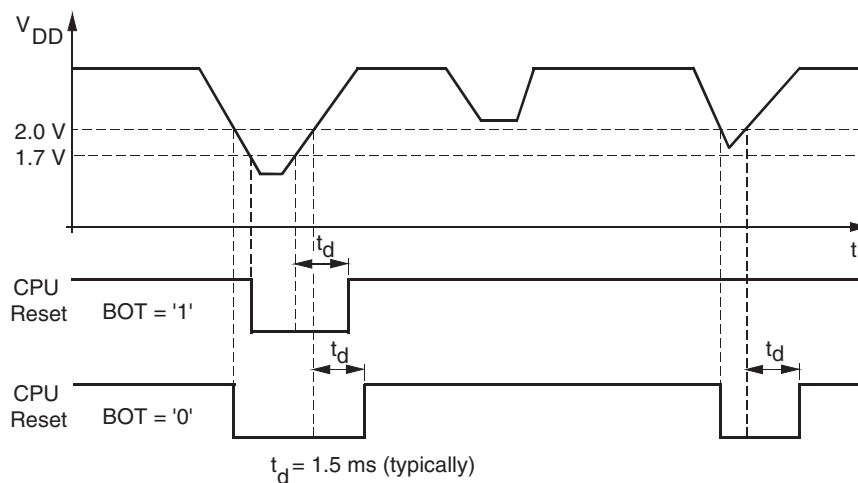 VDD
2.0 V
1.7 V
td
t
CPU
Reset
BOT = '1'
td
td
CPU
Reset
BOT = '0'
td = 1.5 ms (typically)